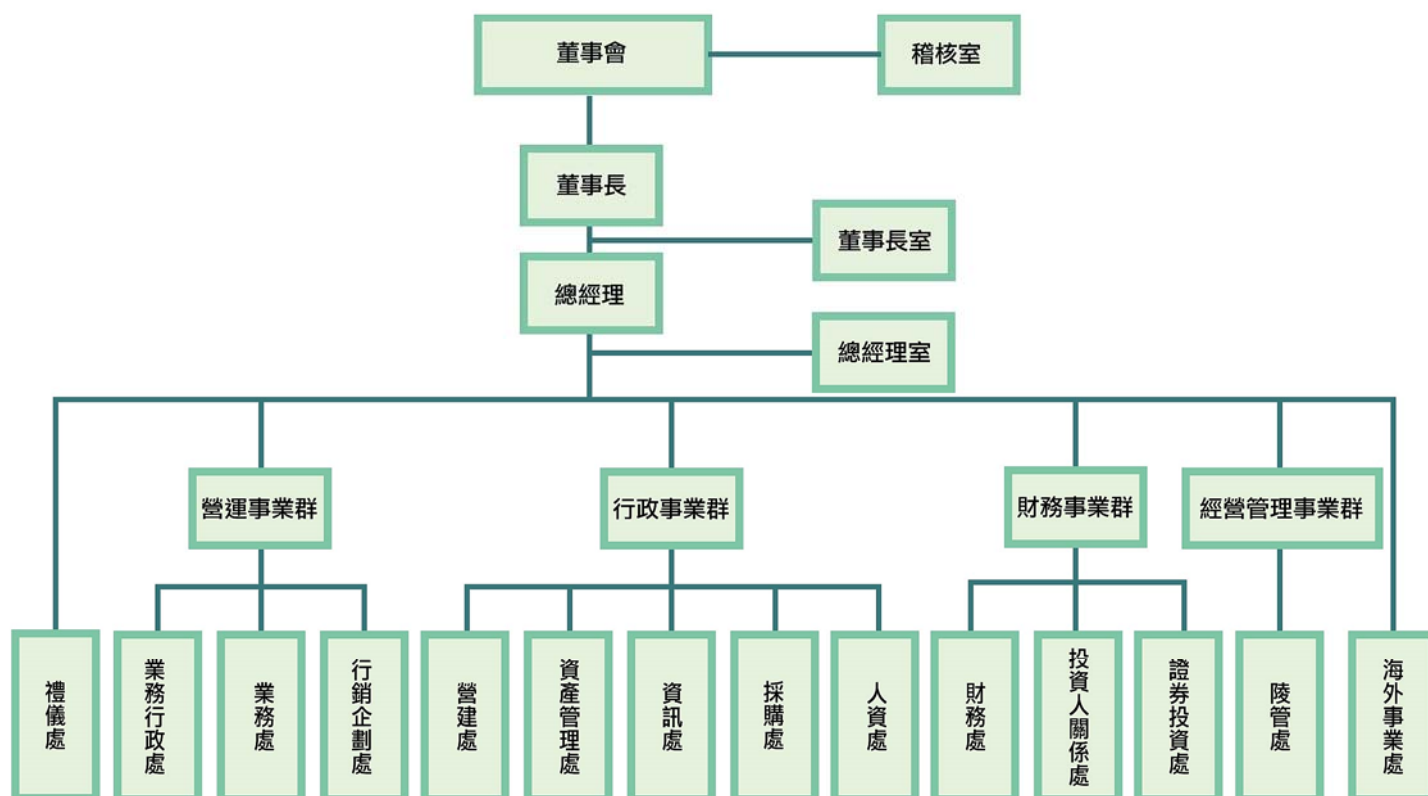 董事會
稽核室
董事長
董事長室
總經理
總經理室
營運事業群
行政事業群
財務事業群
經營管理事業群
禮儀處
業務行政處
業務處
行銷企劃處
營建處
資產管理處
資訊處
採購處
人資處
財務處
投資人關係處
證券投資處
陵管處
海外事業處